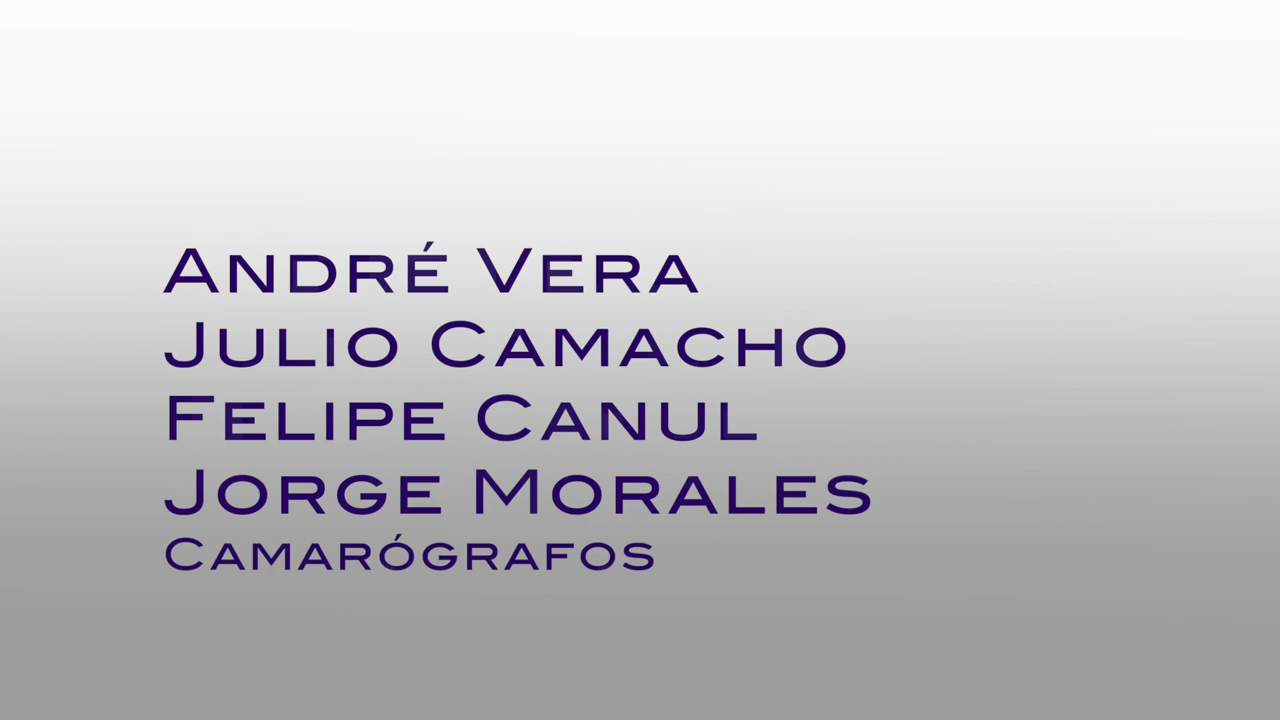 André Vera
Julio Camacho
Felipe Canul
Jorge Morales
Camarógrafos